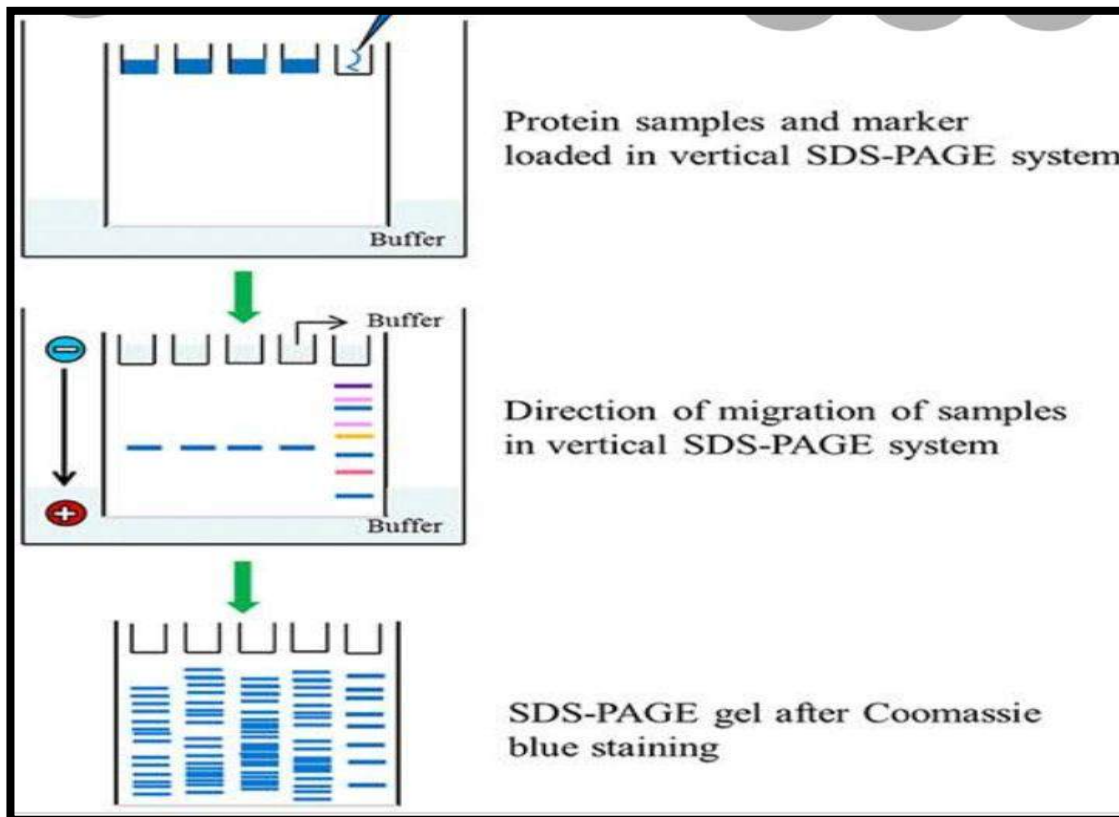 Protein samples and marker
loaded in vertical SDS-PAGE system
Buffer
Buffer
−
Direction of migration of samples
in vertical SDS-PAGE system
+
Buffer
SDS-PAGE gel after Coomassie
blue staining